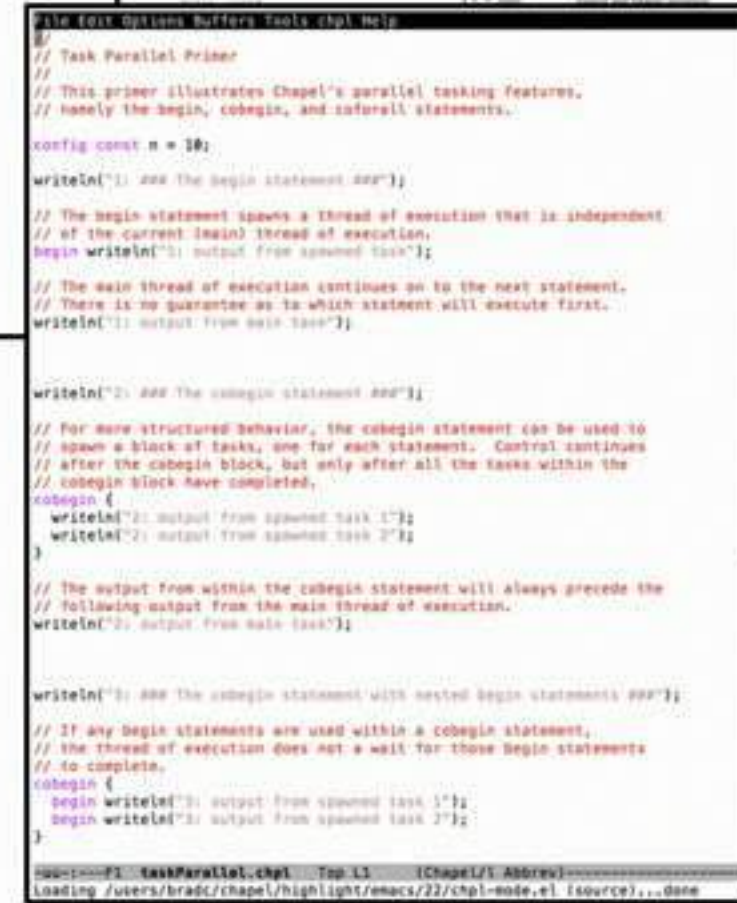 File Edit Options Buffers Tools chpl Help
// Task Parallel Primer
//
// This primer illustrates Chapel's parallel tasking features,
// namely the begin, cobegin, and coforall statements.
config const n = 10;
writeln("1: ### The begin statement ###");
// The begin statement spawns a thread of execution that is independent
// of the current (main) thread of execution.
begin writeln("1: output from spawned task");
// The main thread of execution continues on to the next statement.
// There is no guarantee as to which statment will execute first.
writeln("1: output from main task");
writeln("2: ### The cobegin statement ###");
// For more structured behavior, the cobegin statement can be used to
// spawn a block of tasks, one for each statement.  Control continues
// after the cobegin block, but only after all the tasks within the
// cobegin block have completed.
cobegin {
  writeln("2: output from spawned task 1");
  writeln("2: output from spawned task 2");
}
// The output from within the cobegin statement will always precede the
// following output from the main thread of execution.
writeln("2: output from main task");
writeln("3: ### The cobegin statement with nested begin statements ###");
// If any begin statements are used within a cobegin statement,
// the thread of execution does not a wait for those begin statements
// to complete.
cobegin {
  begin writeln("3: output from spawned task 1");
  begin writeln("3: output from spawned task 2");
}
-uu-:---F1  taskParallel.chpl   Top L1    (Chapel/l Abbrev)-----------------
Loading /users/bradc/chapel/highlight/emacs/22/chpl-mode.el (source)...done